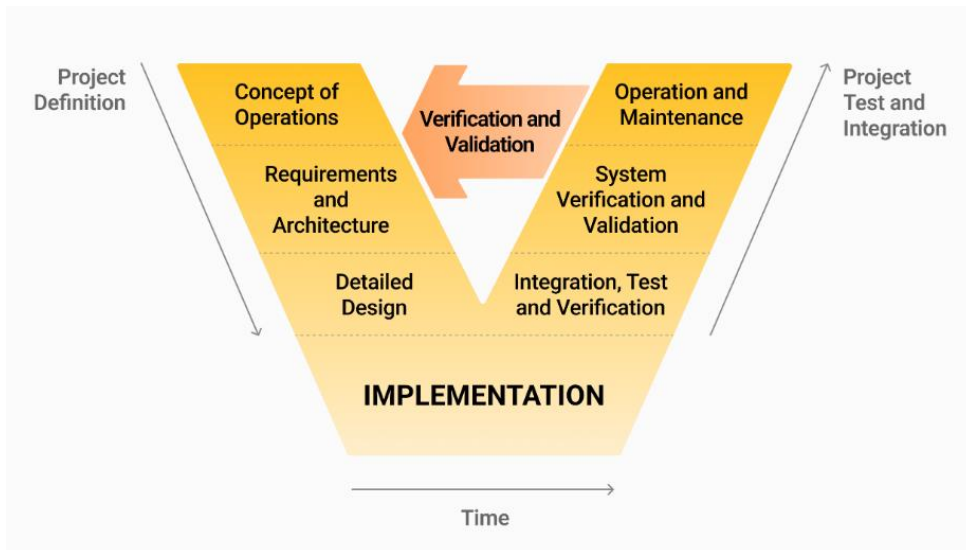 Project
Definition
Concept of
Operations
Verification and
Validation
Operation and
Maintenance
Project
Test and
Integration
Requirements
and
Architecture
System
Verification and
Validation
Detailed
Design
Integration, Test
and Verification
IMPLEMENTATION
Time